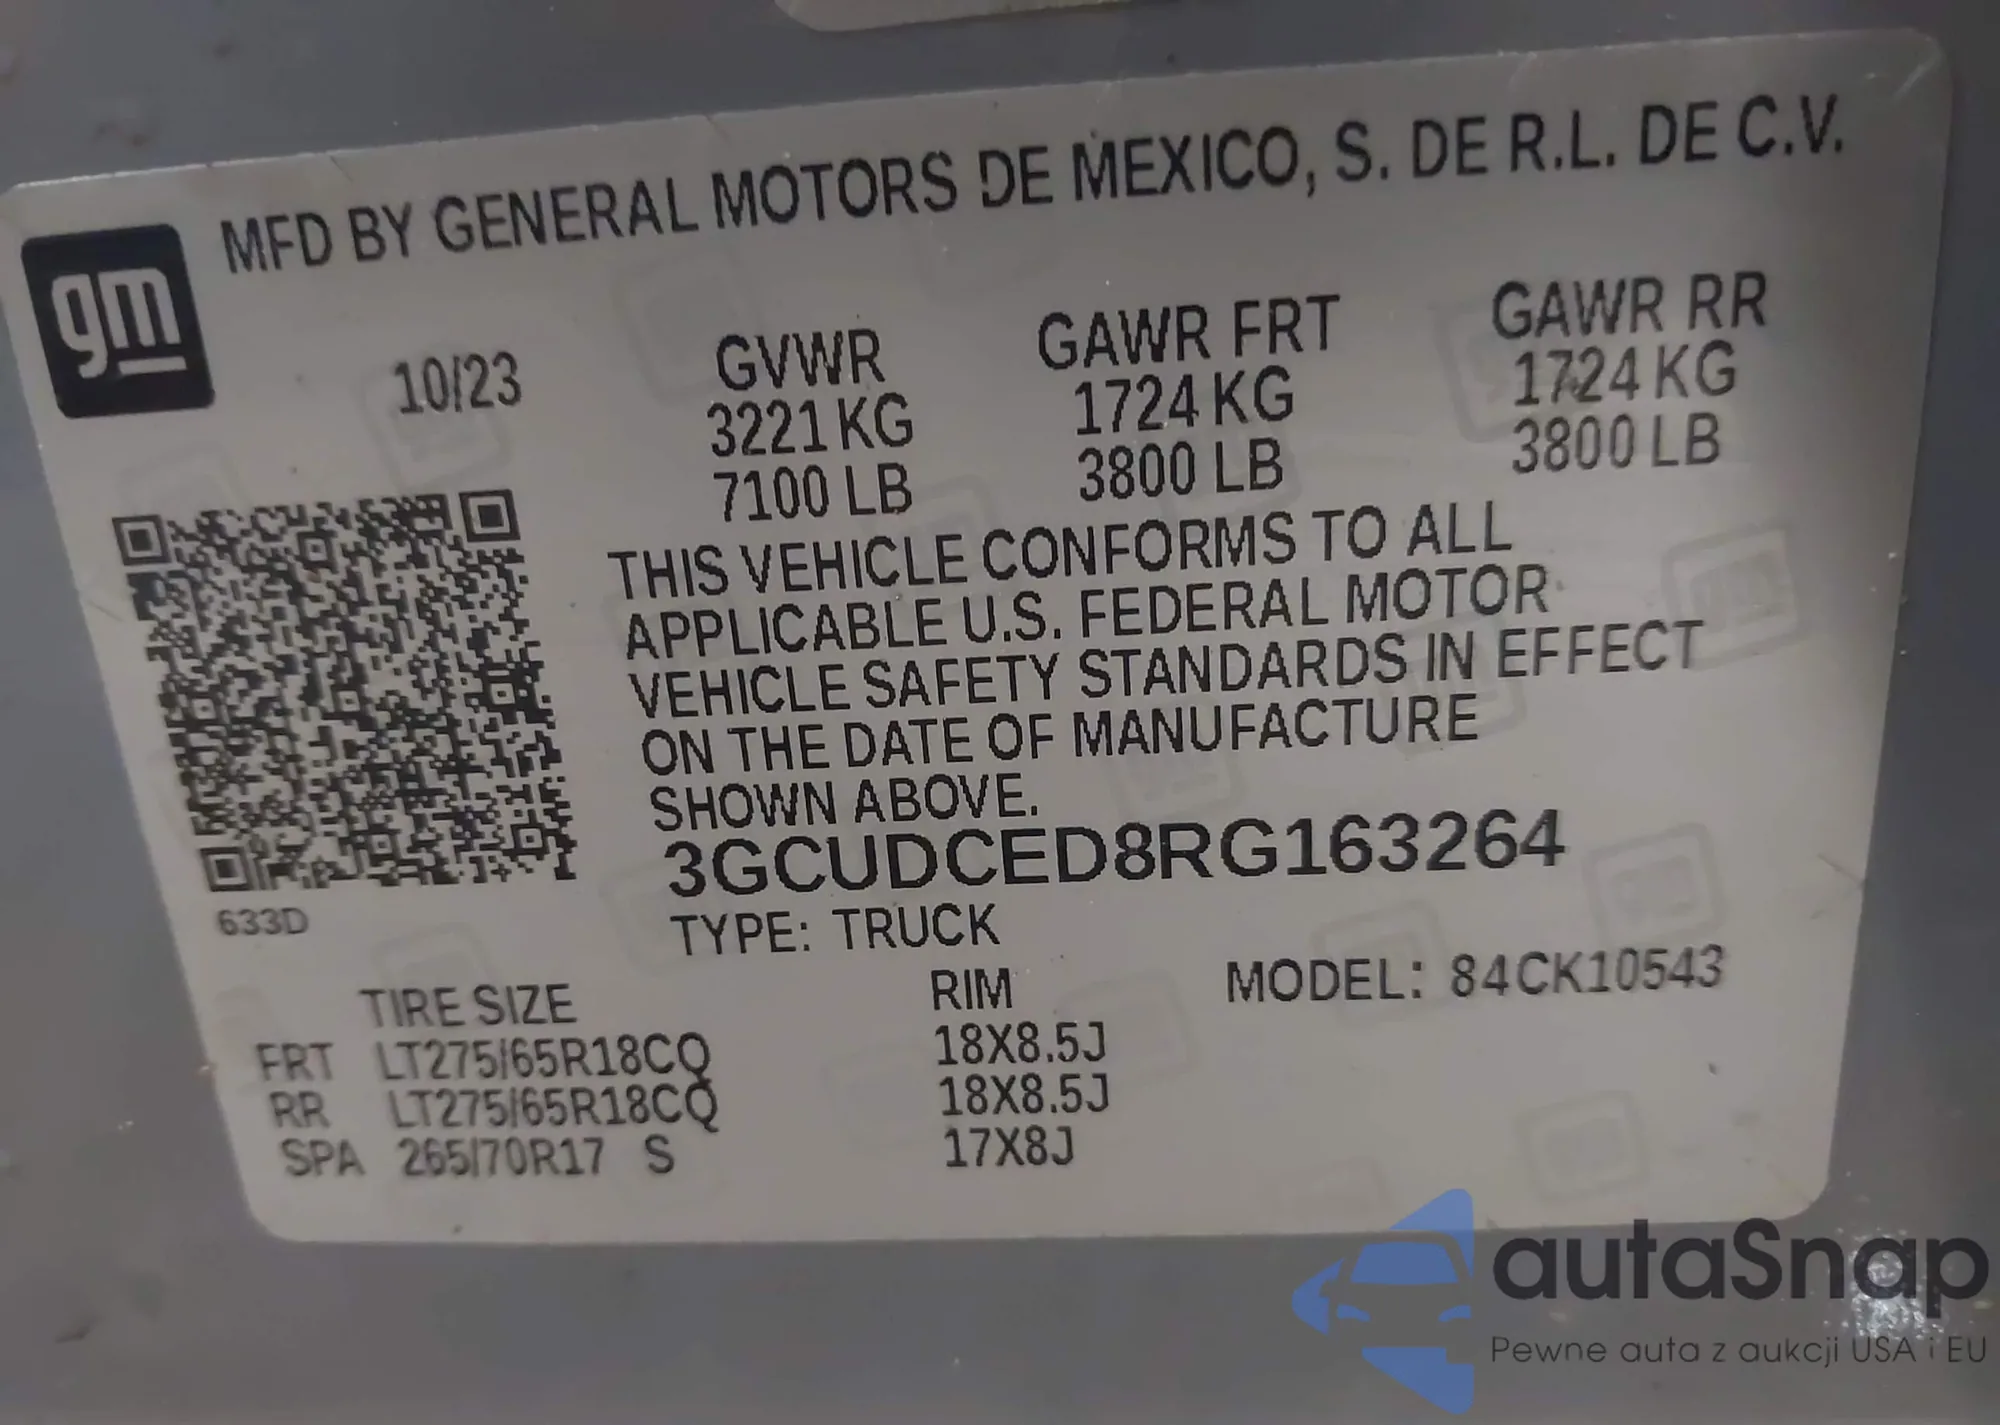 MFD BY GENERAL MOTORS DE MEXICO, S. DE R.L. DE C.V.
gm
10/23 GVWR GAWR FRT GAWR RR
3221 KG 1724 KG 1724 KG
7100 LB 3800 LB 3800 LB
THIS VEHICLE CONFORMS TO ALL
APPLICABLE U.S. FEDERAL MOTOR
VEHICLE SAFETY STANDARDS IN EFFECT
ON THE DATE OF MANUFACTURE
SHOWN ABOVE.
3GCUDCED8RG163264
633D
TYPE: TRUCK
TIRE SIZE RIM MODEL: 84CK10543
FRT LT275/65R18CQ 18X8.5J
RR LT275/65R18CQ 18X8.5J
SPA 265/70R17 S 17X8J
autaSnap
Pewne auta z aukcji USA i EU